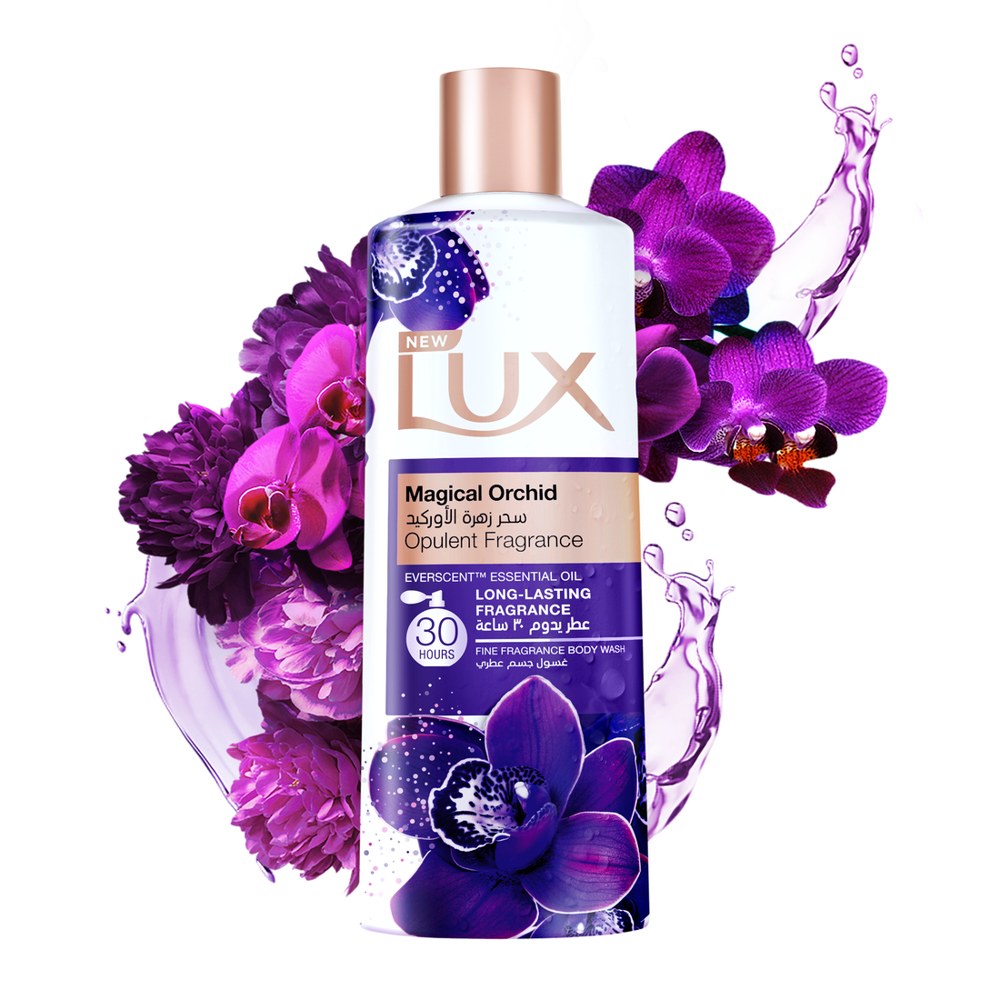 NEW
LUX
Magical Orchid
سحر زهرة الأوركيد
Opulent Fragrance
EVERSCENT™ ESSENTIAL OIL
LONG-LASTING
FRAGRANCE
عطر يدوم ٣٠ ساعة
30
HOURS
FINE FRAGRANCE BODY WASH
غسول جسم عطري